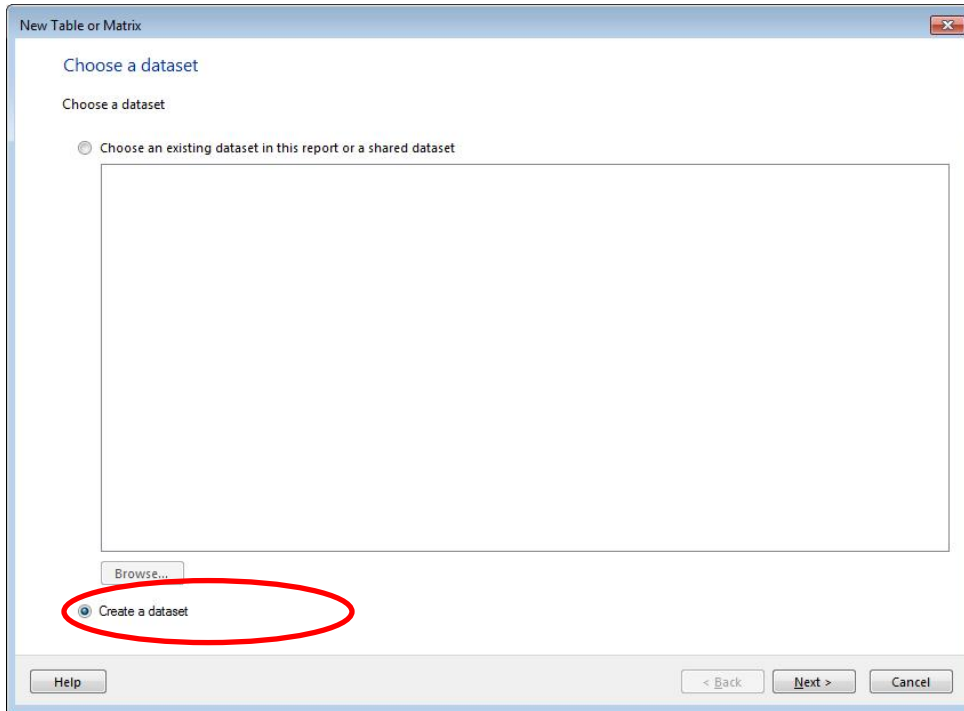 New Table or Matrix
Choose a dataset
Choose a dataset
Choose an existing dataset in this report or a shared dataset
Browse...
Create a dataset
Help < Back Next > Cancel